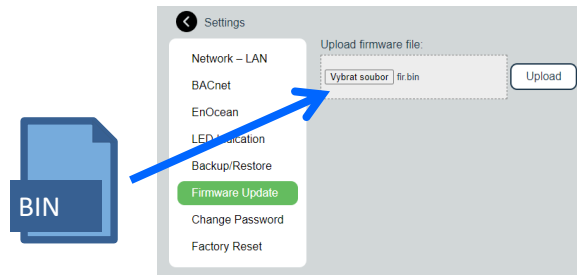 Settings
Network – LAN
BACnet
EnOcean
LED Indication
Backup/Restore
Firmware Update
Change Password
Factory Reset
Upload firmware file:
Vybrat soubor fir.bin
Upload
BIN